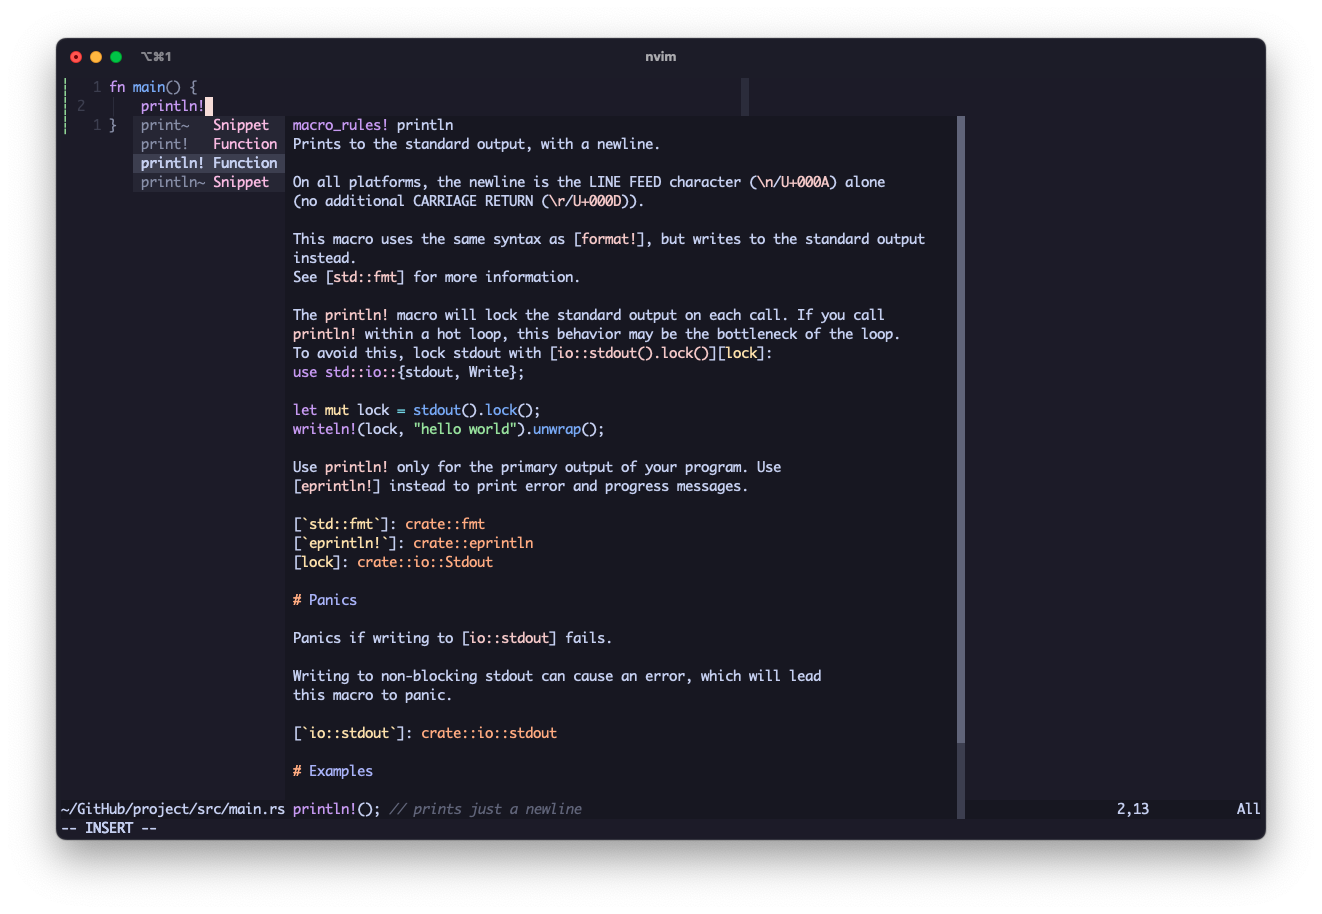 ⌥⌘1 nvim
1 fn main() {
2 println!
1 }
print~ Snippet
print! Function
println! Function
println~ Snippet
macro_rules! println
Prints to the standard output, with a newline.
On all platforms, the newline is the LINE FEED character (\n/U+000A) alone
(no additional CARRIAGE RETURN (\r/U+000D)).
This macro uses the same syntax as [format!], but writes to the standard output
instead.
See [std::fmt] for more information.
The println! macro will lock the standard output on each call. If you call
println! within a hot loop, this behavior may be the bottleneck of the loop.
To avoid this, lock stdout with [io::stdout().lock()][lock]:
use std::io::{stdout, Write};
let mut lock = stdout().lock();
writeln!(lock, "hello world").unwrap();
Use println! only for the primary output of your program. Use
[eprintln!] instead to print error and progress messages.
[`std::fmt`]: crate::fmt
[`eprintln!`]: crate::eprintln
[lock]: crate::io::Stdout
# Panics
Panics if writing to [io::stdout] fails.
Writing to non-blocking stdout can cause an error, which will lead
this macro to panic.
[`io::stdout`]: crate::io::stdout
# Examples
println!(); // prints just a newline
~/GitHub/project/src/main.rs 2,13 All
-- INSERT --